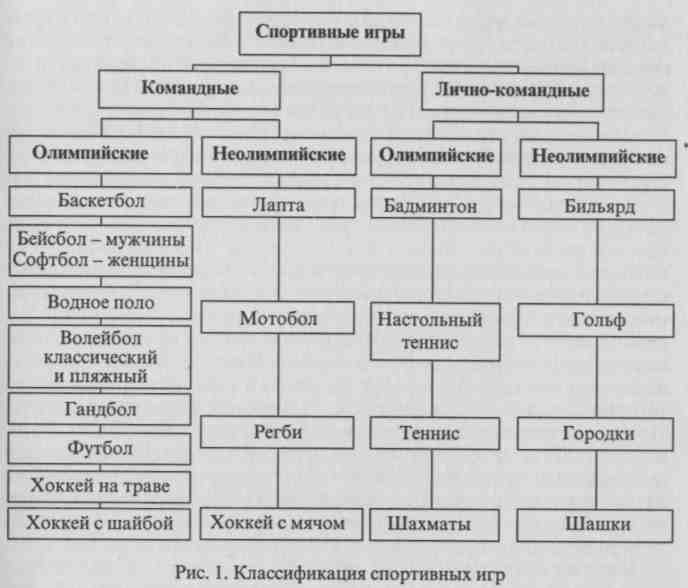 Спортивные игры
Командные
Лично-командные
Олимпийские
Неолимпийские
Олимпийские
Неолимпийские
Баскетбол
Лапта
Бадминтон
Бильярд
Бейсбол – мужчины
Софтбол – женщины
Водное поло
Мотобол
Настольный
теннис
Гольф
Волейбол
классический
и пляжный
Гандбол
Регби
Теннис
Городки
Футбол
Хоккей на траве
Хоккей с шайбой
Хоккей с мячом
Шахматы
Шашки
Рис. 1. Классификация спортивных игр